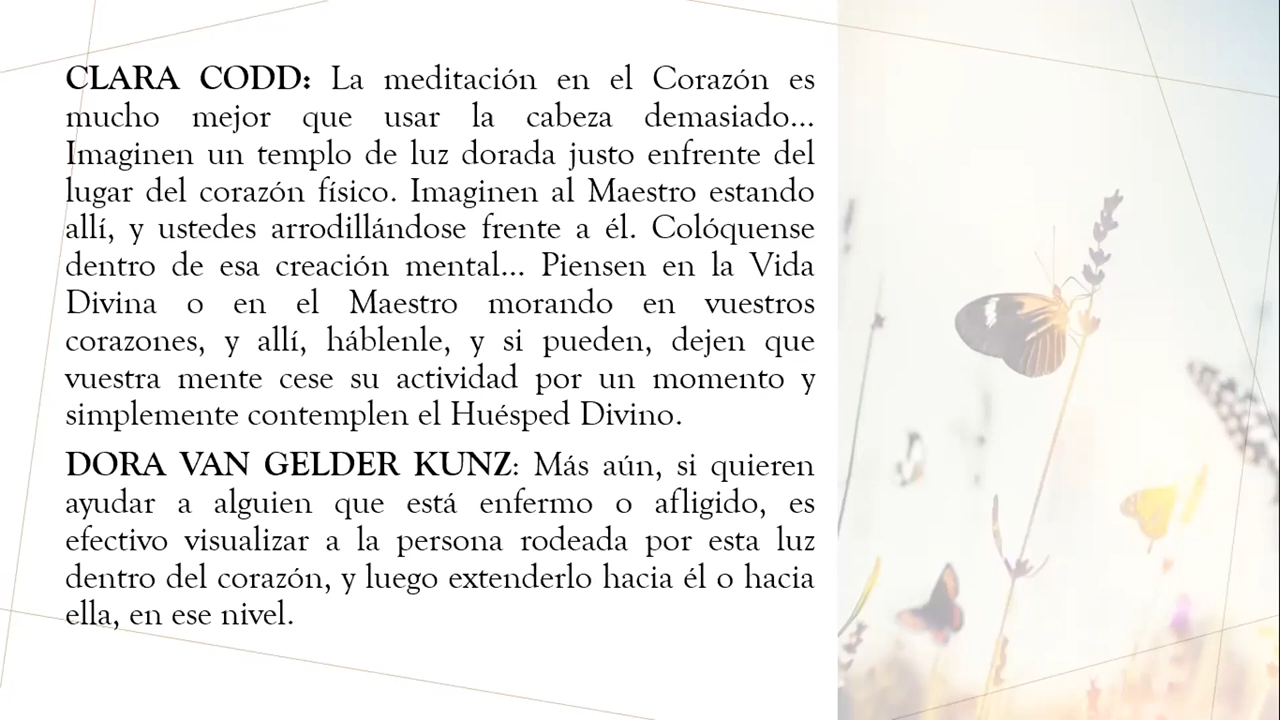 CLARA CODD: La meditación en el Corazón es
mucho mejor que usar la cabeza demasiado...
Imaginen un templo de luz dorada justo enfrente del
lugar del corazón físico. Imaginen al Maestro estando
allí, y ustedes arrodillándose frente a él. Colóquense
dentro de esa creación mental... Piensen en la Vida
Divina o en el Maestro morando en vuestros
corazones, y allí, háblenle, y si pueden, dejen que
vuestra mente cese su actividad por un momento y
simplemente contemplen el Huésped Divino.
DORA VAN GELDER KUNZ: Más aún, si quieren
ayudar a alguien que está enfermo o afligido, es
efectivo visualizar a la persona rodeada por esta luz
dentro del corazón, y luego extenderlo hacia él o hacia
ella, en ese nivel.